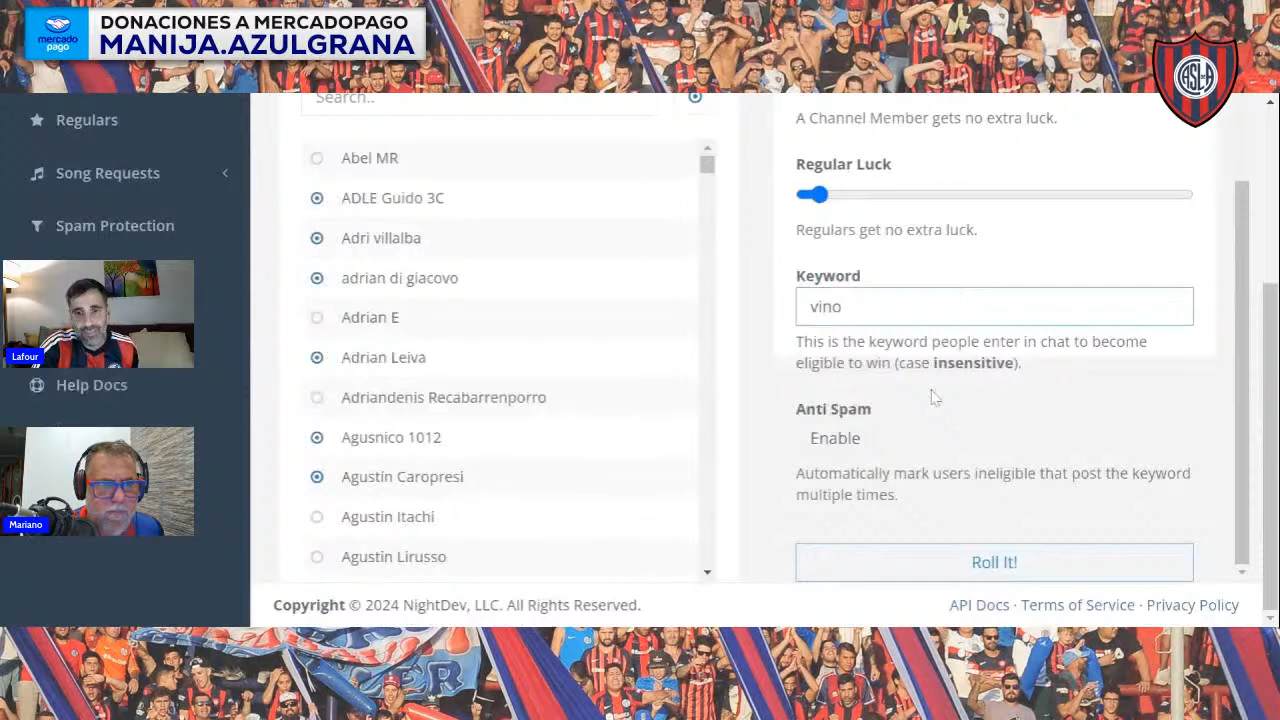 DONACIONES A MERCADOPAGO
MANIJA.AZULGRANA
mercado
pago
CASLA
Regulars
Song Requests
Spam Protection
Lafour
Help Docs
Mariano
Search..
Abel MR
ADLE Guido 3C
Adri villalba
adrian di giacovo
Adrian E
Adrian Leiva
Adriandenis Recabarrenporro
Agusnico 1012
Agustín Caropresi
Agustin Itachi
Agustin Lirusso
A Channel Member gets no extra luck.
Regular Luck
Regulars get no extra luck.
Keyword
vino
This is the keyword people enter in chat to become
eligible to win (case insensitive).
Anti Spam
Enable
Automatically mark users ineligible that post the keyword
multiple times.
Roll It!
Copyright © 2024 NightDev, LLC. All Rights Reserved.
API Docs · Terms of Service · Privacy Policy